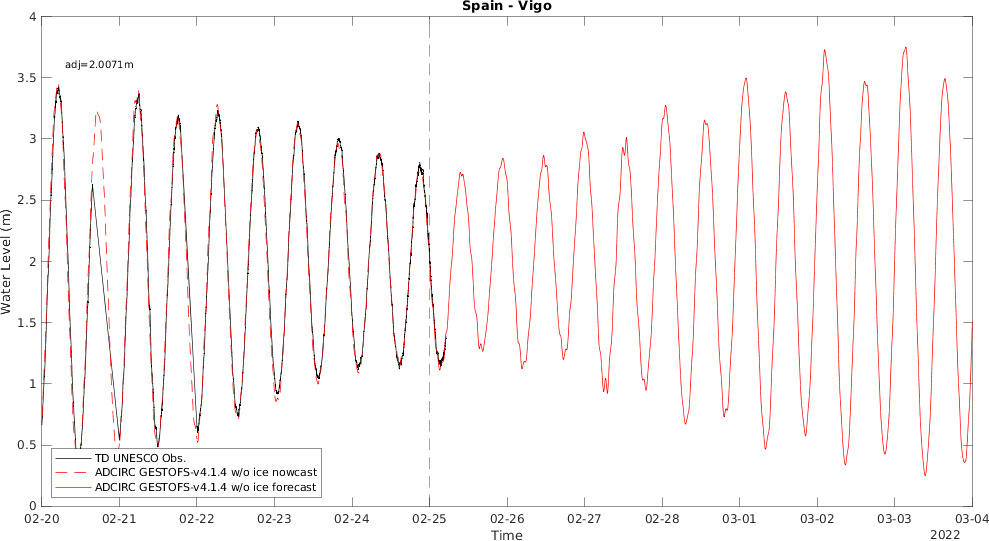 Spain - Vigo
adj=2.0071m
Water Level (m)
4
3.5
3
2.5
2
1.5
1
0.5
0
TD UNESCO Obs.
ADCIRC GESTOFS-v4.1.4 w/o ice nowcast
ADCIRC GESTOFS-v4.1.4 w/o ice forecast
02-20 02-21 02-22 02-23 02-24 02-25 02-26 02-27 02-28 03-01 03-02 03-03 03-04
Time
2022